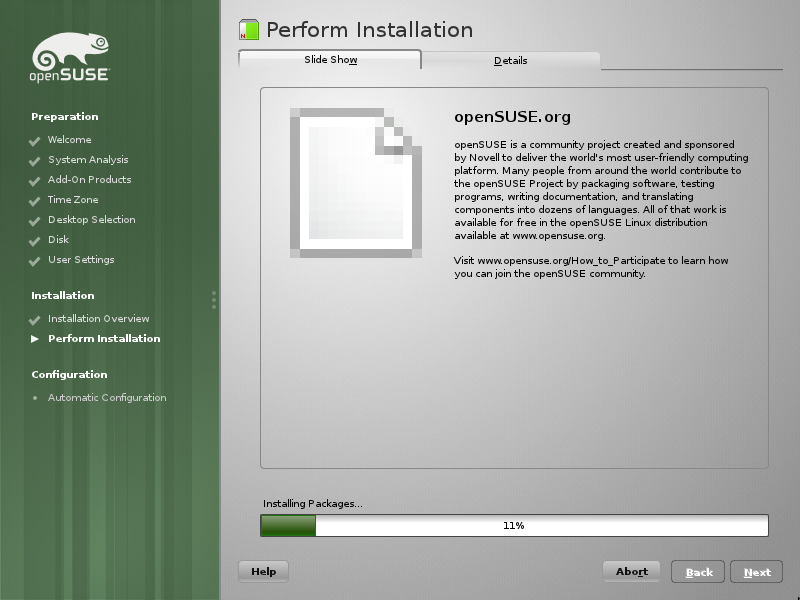 openSUSE
Preparation
Welcome
System Analysis
Add-On Products
Time Zone
Desktop Selection
Disk
User Settings
Installation
Installation Overview
Perform Installation
Configuration
Automatic Configuration
Perform Installation
Slide Show
Details
openSUSE.org
openSUSE is a community project created and sponsored
by Novell to deliver the world's most user-friendly computing
platform. Many people from around the world contribute to
the openSUSE Project by packaging software, testing
programs, writing documentation, and translating
components into dozens of languages. All of that work is
available for free in the openSUSE Linux distribution
available at www.opensuse.org.
Visit www.opensuse.org/How_to_Participate to learn how
you can join the openSUSE community.
Installing Packages...
11%
Help
Abort
Back
Next